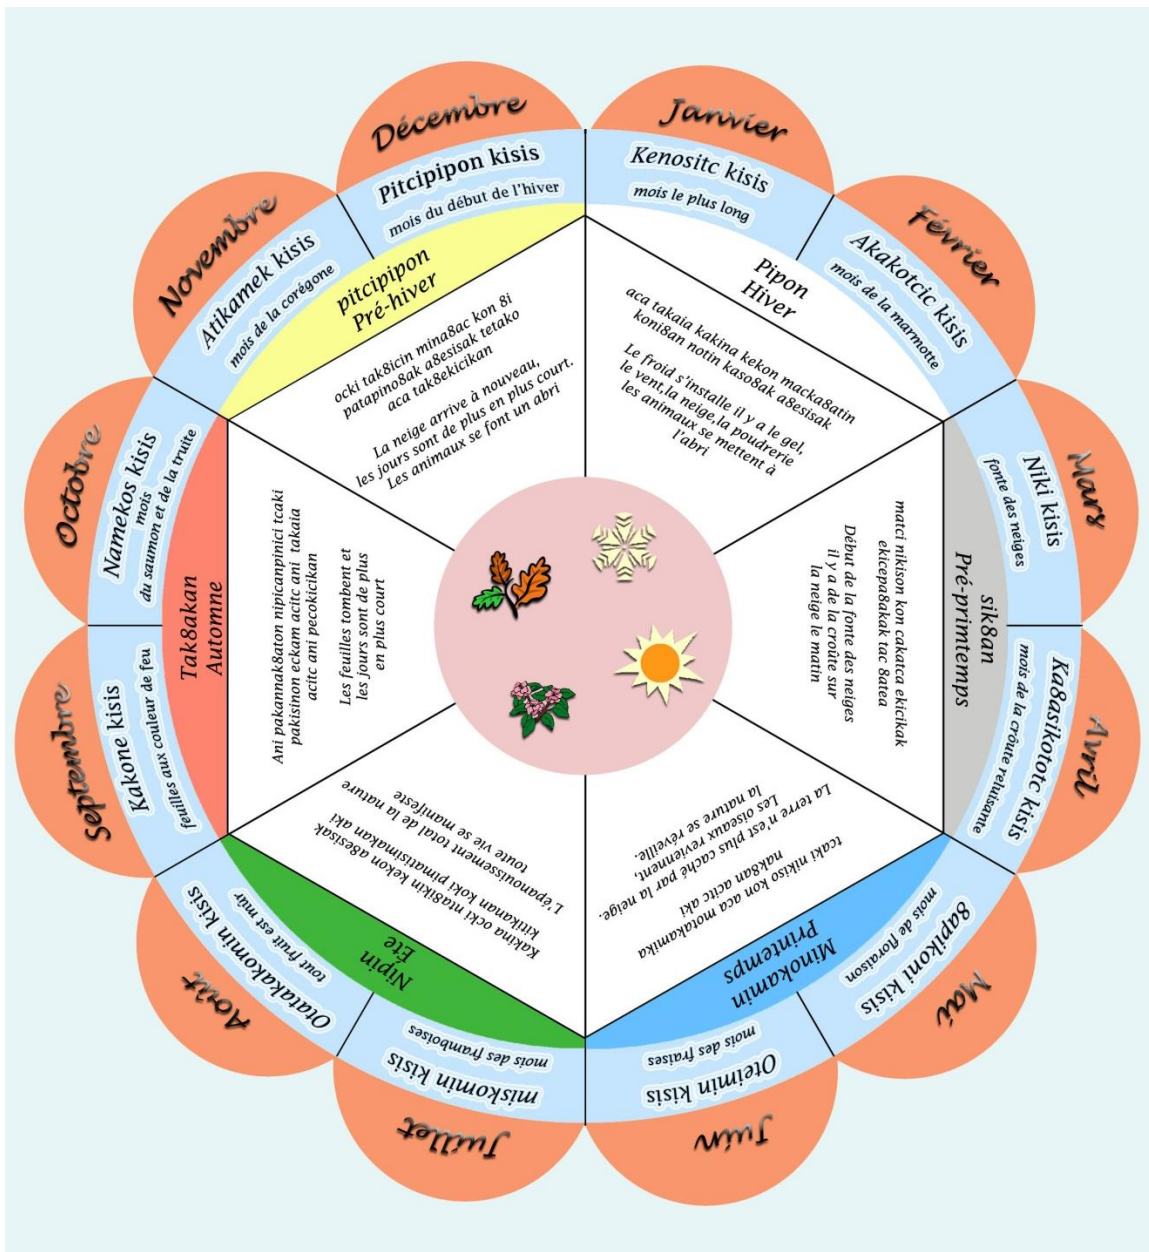 Janvier
Kenositc kisis
mois le plus long
Février
Akakotcic kisis
mois de la marmotte
Mars
Niki kisis
fonte des neiges
Avril
Ka8asikototc kisis
mois de la crôute reluisante
Mai
8apikoni kisis
mois de floraison
Juin
Oteimin kisis
mois des fraises
Juillet
miskomin kisis
mois des framboises
Août
Otatakakomin kisis
tout fruit est mûr
Septembre
Kakone kisis
feuilles aux couleur de feu
Octobre
Namekos kisis
mois
du saumon et de la truite
Novembre
Atikamek kisis
mois de la corégone
Décembre
Pitcipipon kisis
mois du début de l'hiver
Pipon
Hiver
aca takaia kakina kekon macka8atin
koni8an notin kaso8ak a8esisak
Le froid s'installe il y a le gel,
le vent,la neige,la poudrerie
les animaux se mettent à
l'abri
sik8an
Pré-primtemps
matci nikison kon cakatca ekicikak
ekicepa8akak tac 8atea
Début de la fonte des neiges
il y a de la croûte sur
la neige le matin
Minokamin
Printemps
tcaki nikiso kon aca motakamika
nak8an acitc aki
La terre n'est plus caché par la neige.
Les oiseaux reviennent,
la nature se réveille.
Nipin
Éte
Kakina ocki nta8ikin kekon a8esisak
kitikanan koki pimatisimakan aki
L'épanouissement total de la nature
toute vie se manifeste
Tak8akan
Automne
Ani pakannak8aton nipicanpinici tcaki
pakisinon eckam acitc ani takaia
acitc ani pecokicikan
Les feuilles tombent et
les jours sont de plus
en plus court
pitcipipon
Pré-hiver
ocki tak8icin mina8ac kon 8i
patapino8ak a8esisak tetako
aca tak8ekicikan
La neige arrive à nouveau,
les jours sont de plus en plus court.
Les animaux se font un abri